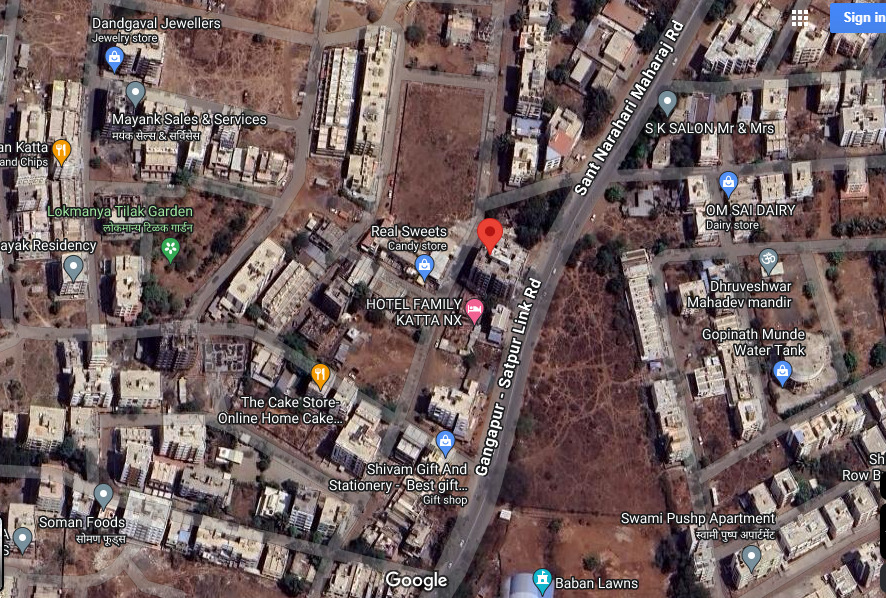 Sign in
Dandgaval Jewellers
Jewelry store
Mayank Sales & Services
मयंक सेल्स & सर्विसेस
an Katta
and Chips
Sant Narahari Maharaj Rd
S K SALON Mr & Mrs
Lokmanya Tilak Garden
लोकमान्य टिळक गार्डन
OM SAI DAIRY
Dairy store
ayak Residency
Real Sweets
Candy store
Dhruveshwar
Mahadev mandir
HOTEL FAMILY
KATTA NX
Gangapur - Satpur Link Rd
Gopinath Munde
Water Tank
The Cake Store-
Online Home Cake...
Shivam Gift And
Stationery - Best gift...
Gift shop
Sh
Row B
Soman Foods
सोमण फूड्स
Swami Pushp Apartment
स्वामी पुष्प अपार्टमेंट
A
S
Google
Baban Lawns